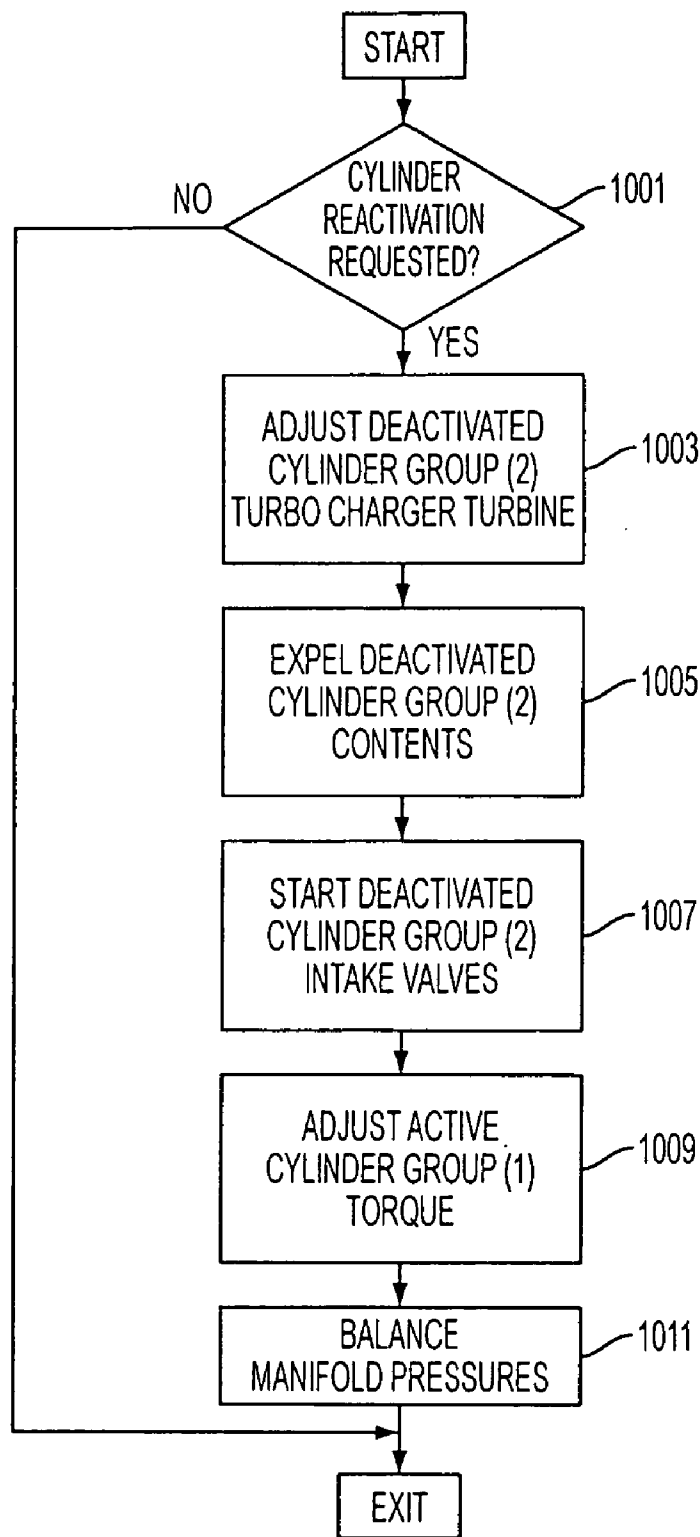 START
CYLINDER
REACTIVATION
REQUESTED?
1001
NO
YES
ADJUST DEACTIVATED
CYLINDER GROUP (2)
TURBO CHARGER TURBINE
1003
EXPEL DEACTIVATED
CYLINDER GROUP (2)
CONTENTS
1005
START DEACTIVATED
CYLINDER GROUP (2)
INTAKE VALVES
1007
ADJUST ACTIVE
CYLINDER GROUP (1)
TORQUE
1009
BALANCE
MANIFOLD PRESSURES
1011
EXIT